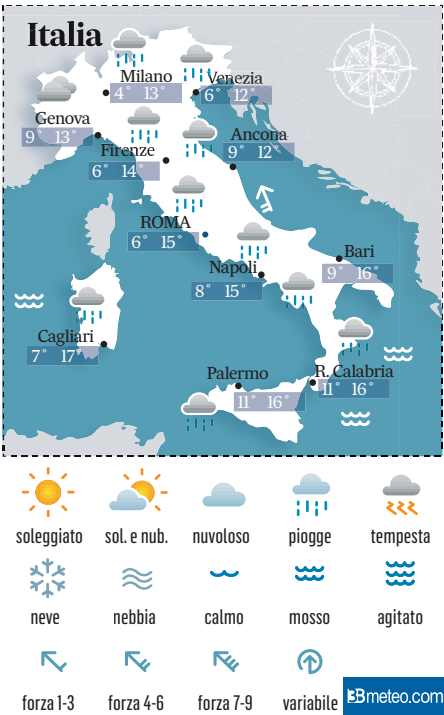 Italia
Milano
4° 13°
Venezia
6° 12°
Genova
9° 13°
Firenze
6° 14°
Ancona
9° 12°
ROMA
6° 15°
Napoli
8° 15°
Bari
9° 16°
Cagliari
7° 17°
Palermo
11° 16°
R. Calabria
11° 16°
soleggiato sol. e nub. nuvoloso piogge tempesta
neve nebbia calmo mosso agitato
forza 1-3 forza 4-6 forza 7-9 variabile
3Bmeteo.com